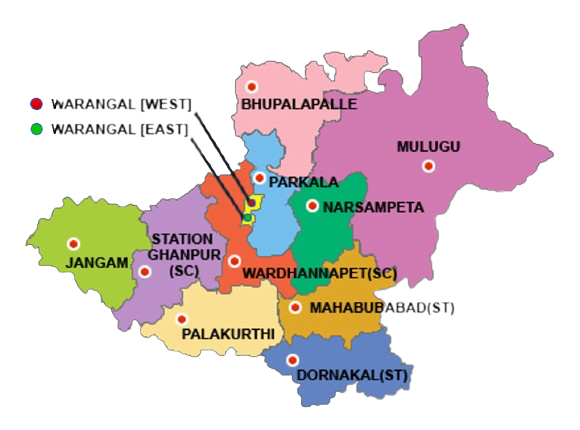 WARANGAL [WEST]
WARANGAL [EAST]
BHUPALAPALLE
MULUGU
PARKALA
NARSAMPETA
STATION
GHANPUR
(SC)
JANGAM
WARDHANNAPET(SC)
MAHABUBABAD(ST)
PALAKURTHI
DORNAKAL(ST)